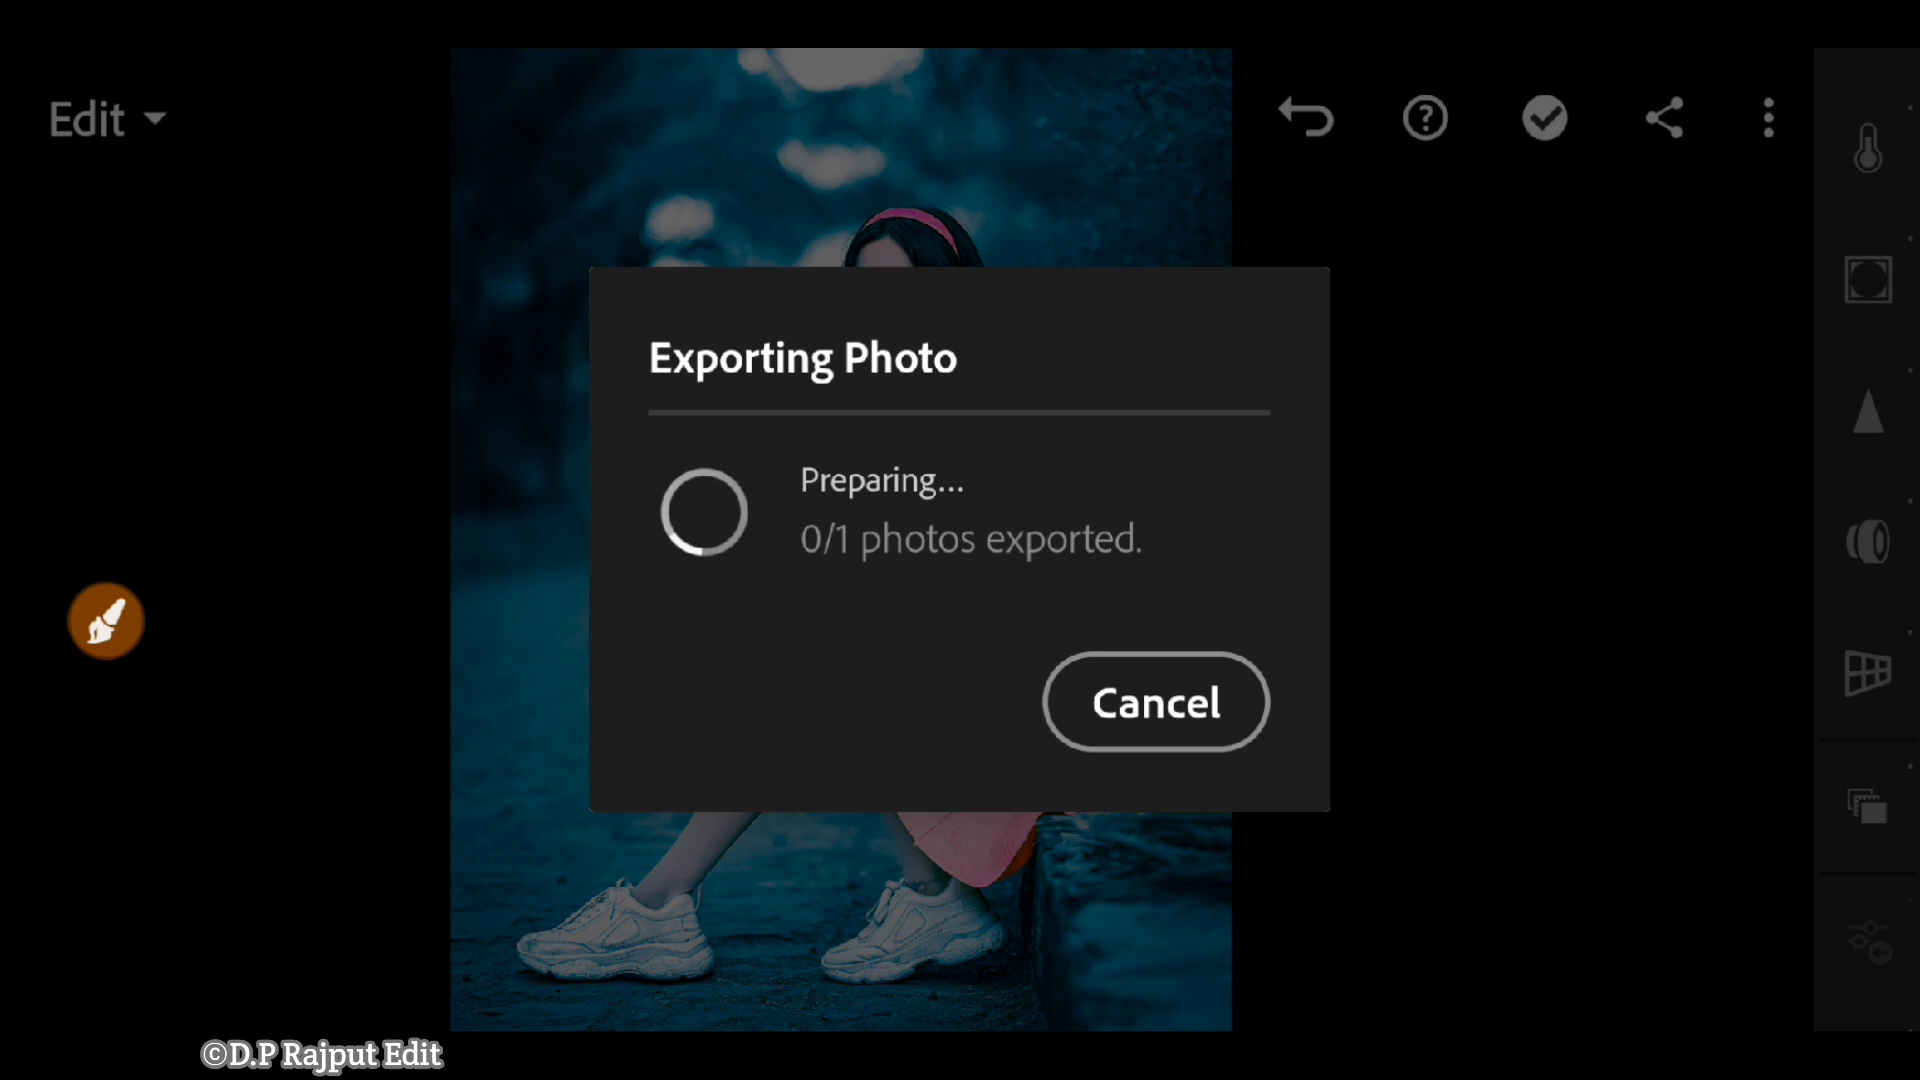 Edit
Exporting Photo
Preparing...
0/1 photos exported.
Cancel
©D.P Rajput Edit